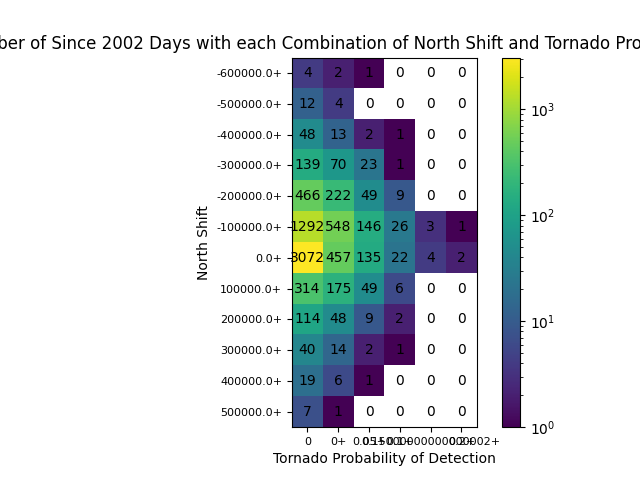 ber of Since 2002 Days with each Combination of North Shift and Tornado Pro
-600000.0+ 4 2 1 0 0 0
-500000.0+ 12 4 0 0 0 0
-400000.0+ 48 13 2 1 0 0
-300000.0+ 139 70 23 1 0 0
-200000.0+ 466 222 49 9 0 0
-100000.0+ 1292 548 146 26 3 1
0.0+ 3072 457 135 22 4 2
100000.0+ 314 175 49 6 0 0
200000.0+ 114 48 9 2 0 0
300000.0+ 40 14 2 1 0 0
400000.0+ 19 6 1 0 0 0
500000.0+ 7 1 0 0 0 0
0 0+
Tornado Probability of Detection
North Shift
10³
10²
10¹
10⁰